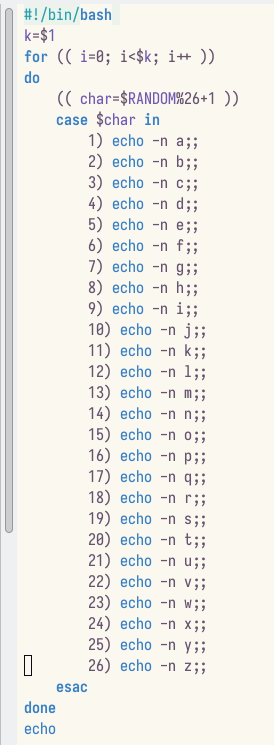 #!/bin/bash
k=$1
for (( i=0; i<$k; i++ ))
do
    (( char=$RANDOM%26+1 ))
    case $char in
        1) echo -n a;;
        2) echo -n b;;
        3) echo -n c;;
        4) echo -n d;;
        5) echo -n e;;
        6) echo -n f;;
        7) echo -n g;;
        8) echo -n h;;
        9) echo -n i;;
        10) echo -n j;;
        11) echo -n k;;
        12) echo -n l;;
        13) echo -n m;;
        14) echo -n n;;
        15) echo -n o;;
        16) echo -n p;;
        17) echo -n q;;
        18) echo -n r;;
        19) echo -n s;;
        20) echo -n t;;
        21) echo -n u;;
        22) echo -n v;;
        23) echo -n w;;
        24) echo -n x;;
        25) echo -n y;;
        26) echo -n z;;
    esac
done
echo